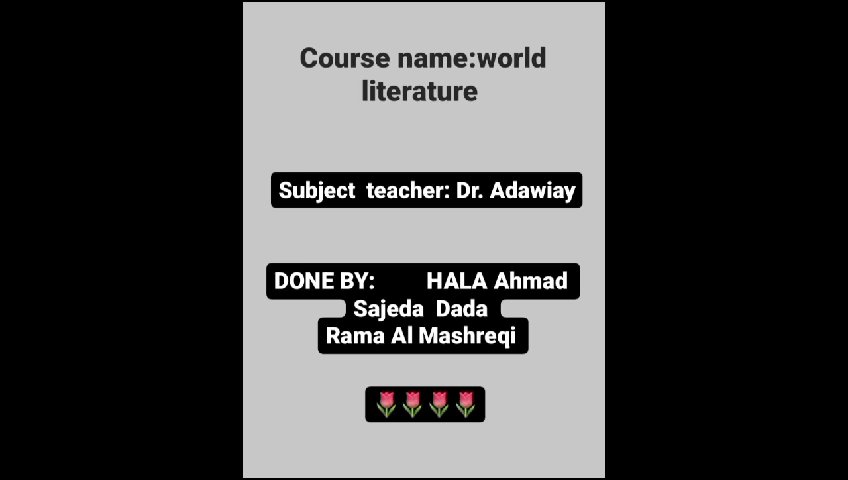 Course name:world
literature
Subject teacher: Dr. Adawiay
DONE BY: HALA Ahmad
Sajeda Dada
Rama Al Mashreqi
🌷🌷🌷🌷